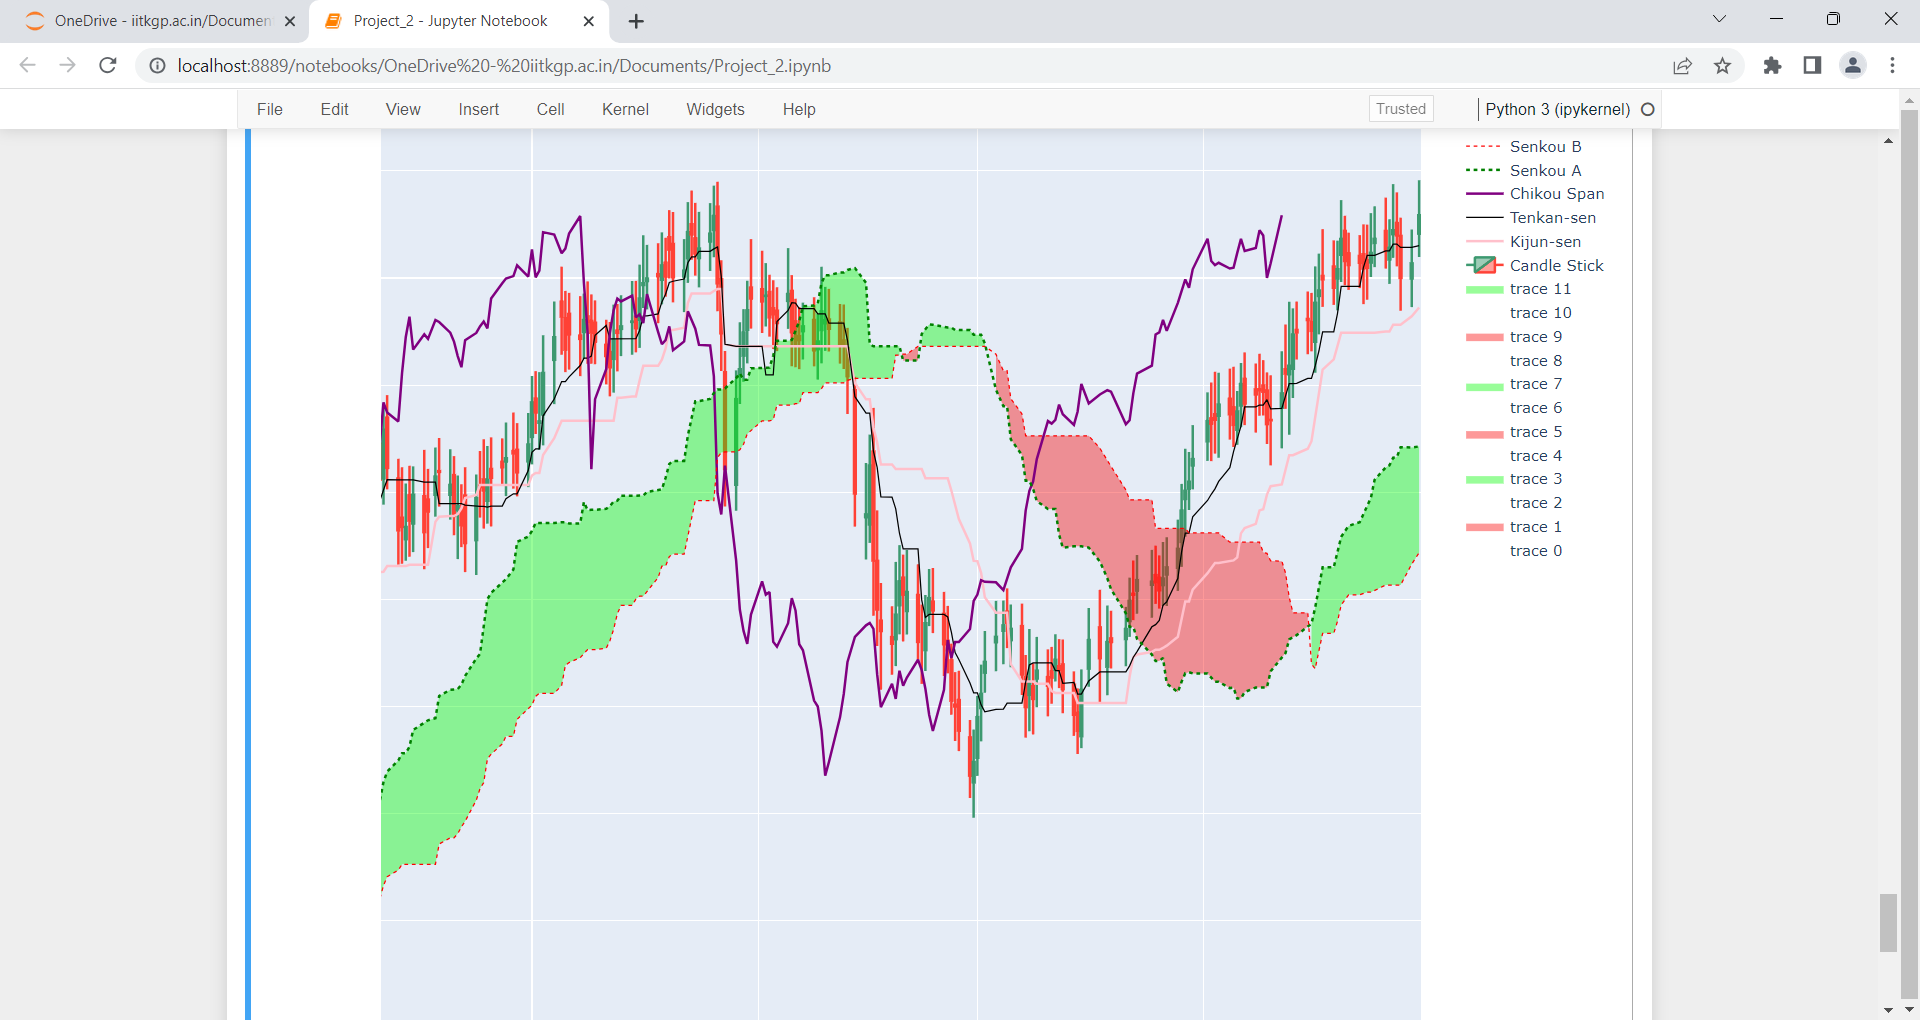 OneDrive - iitkgp.ac.in/Documen
Project_2 - Jupyter Notebook
localhost:8889/notebooks/OneDrive%20-%20iitkgp.ac.in/Documents/Project_2.ipynb
File Edit View Insert Cell Kernel Widgets Help Trusted Python 3 (ipykernel)
Senkou B
Senkou A
Chikou Span
Tenkan-sen
Kijun-sen
Candle Stick
trace 11
trace 10
trace 9
trace 8
trace 7
trace 6
trace 5
trace 4
trace 3
trace 2
trace 1
trace 0